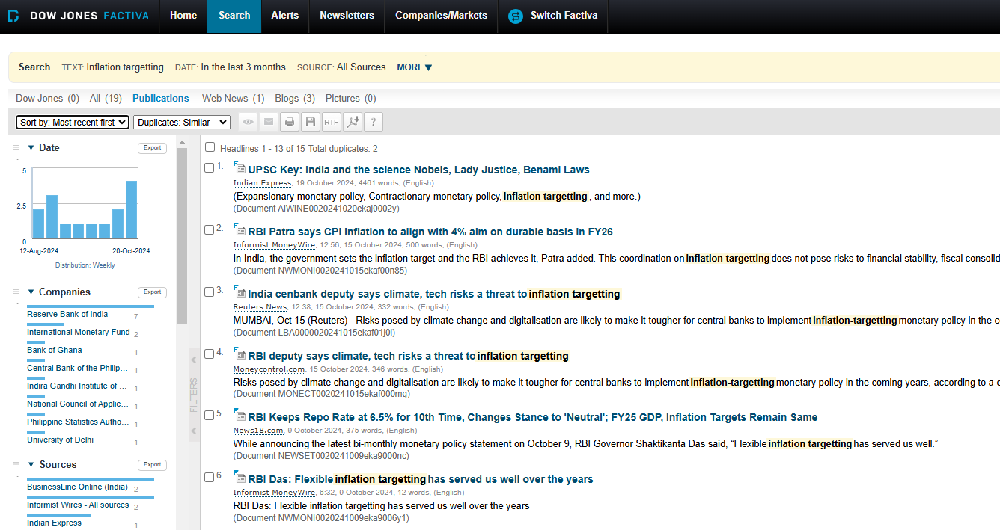 DOW JONES FACTIVA
Home
Search
Alerts
Newsletters
Companies/Markets
Switch Factiva
Search TEXT: Inflation targetting DATE: In the last 3 months SOURCE: All Sources MORE▼
Dow Jones (0) All (19) Publications Web News (1) Blogs (3) Pictures (0)
Sort by: Most recent first
Duplicates: Similar
RTF
?
Date
Export
5
2.5
0
12-Aug-2024 20-Oct-2024
Distribution: Weekly
Companies
Export
Reserve Bank of India 7
International Monetary Fund 2
Bank of Ghana 1
Central Bank of the Philip... 1
Indira Gandhi Institute of ... 1
National Council of Applie... 1
Philippine Statistics Autho... 1
University of Delhi 1
Sources
Export
BusinessLine Online (India) 2
Informist Wires - All sources 2
Indian Express 1
FILTERS
Headlines 1 - 13 of 15 Total duplicates: 2
1. UPSC Key: India and the science Nobels, Lady Justice, Benami Laws
Indian Express, 19 October 2024, 4461 words, (English)
(Expansionary monetary policy, Contractionary monetary policy, Inflation targetting , and more.)
(Document AIWINE0020241020ekaj0002y)
2. RBI Patra says CPI inflation to align with 4% aim on durable basis in FY26
Informist MoneyWire, 12:56, 15 October 2024, 500 words, (English)
In India, the government sets the inflation target and the RBI achieves it, Patra added. This coordination on inflation targetting does not pose risks to financial stability, fiscal consolid
(Document NWMONI0020241015ekaf00n85)
3. India cenbank deputy says climate, tech risks a threat to inflation targetting
Reuters News, 12:38, 15 October 2024, 332 words, (English)
MUMBAI, Oct 15 (Reuters) - Risks posed by climate change and digitalisation are likely to make it tougher for central banks to implement inflation-targetting monetary policy in the c
(Document LBA0000020241015ekaf01j0l)
4. RBI deputy says climate, tech risks a threat to inflation targetting
Moneycontrol.com, 15 October 2024, 346 words, (English)
Risks posed by climate change and digitalisation are likely to make it tougher for central banks to implement inflation-targetting monetary policy in the coming years, according to a c
(Document MONECT0020241015ekaf000mg)
5. RBI Keeps Repo Rate at 6.5% for 10th Time, Changes Stance to 'Neutral'; FY25 GDP, Inflation Targets Remain Same
News18.com, 9 October 2024, 375 words, (English)
While announcing the latest bi-monthly monetary policy statement on October 9, RBI Governor Shaktikanta Das said, “Flexible inflation targetting has served us well.”
(Document NEWSET0020241009eka9000nc)
6. RBI Das: Flexible inflation targetting has served us well over the years
Informist MoneyWire, 6:32, 9 October 2024, 12 words, (English)
RBI Das: Flexible inflation targetting has served us well over the years
(Document NWMONI0020241009eka9006y1)